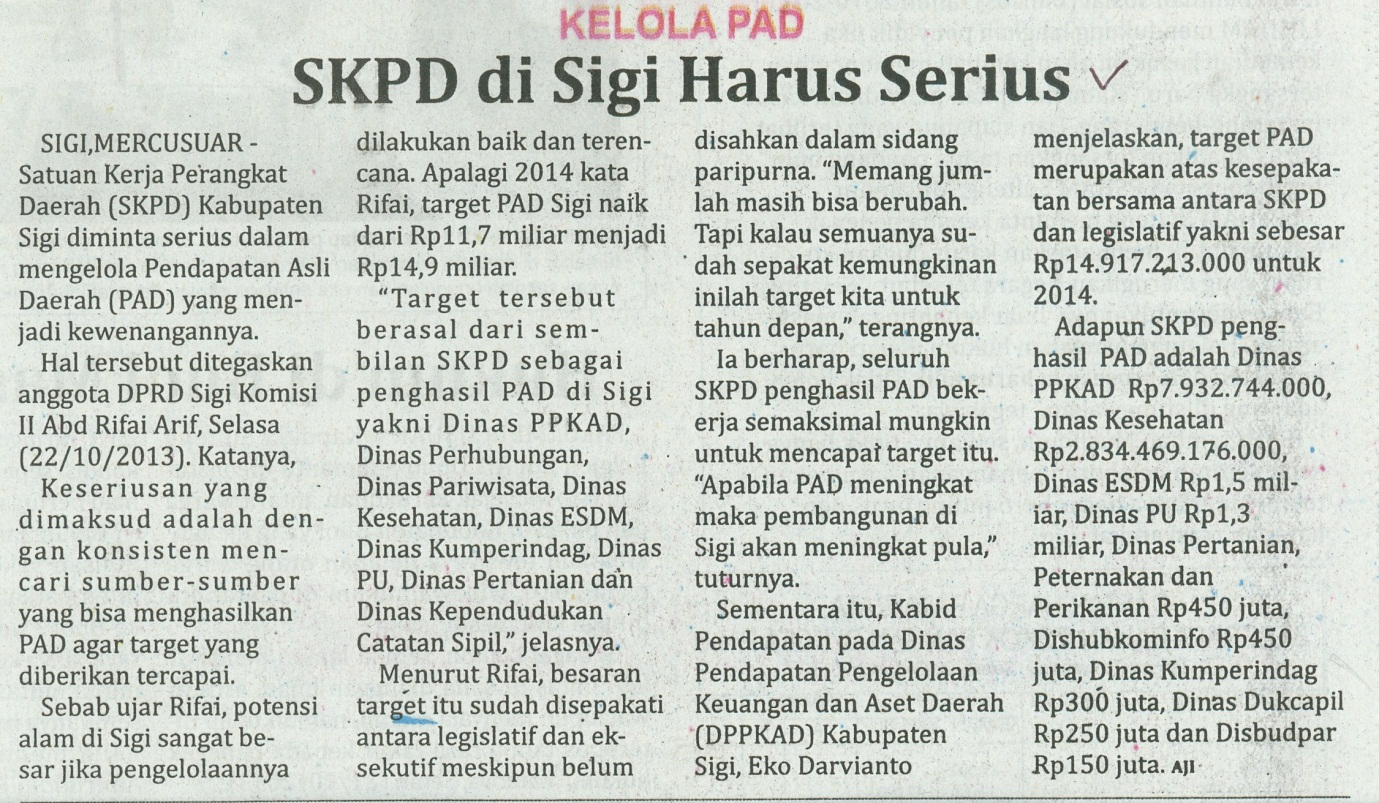 KELOLA PAD
SKPD di Sigi Harus Serius
SIGI,MERCUSUAR -
Satuan Kerja Perangkat
Daerah (SKPD) Kabupaten
Sigi diminta serius dalam
mengelola Pendapatan Asli
Daerah (PAD) yang men-
jadi kewenangannya.
Hal tersebut ditegaskan
anggota DPRD Sigi Komisi
II Abd Rifai Arif, Selasa
(22/10/2013). Katanya,
Keseriusan yang
dimaksud adalah den-
gan konsisten men-
cari sumber-sumber
yang bisa menghasilkan
PAD agar target yang
diberikan tercapai.
Sebab ujar Rifai, potensi
alam di Sigi sangat be-
sar jika pengelolaannya
dilakukan baik dan teren-
cana. Apalagi 2014 kata
Rifai, target PAD Sigi naik
dari Rp11,7 miliar menjadi
Rp14,9 miliar.
“Target tersebut
berasal dari sem-
bilan SKPD sebagai
penghasil PAD di Sigi
yakni Dinas PPKAD,
Dinas Perhubungan,
Dinas Pariwisata, Dinas
Kesehatan, Dinas ESDM,
Dinas Kumperindag, Dinas
PU, Dinas Pertanian dan
Dinas Kependudukan
Catatan Sipil,” jelasnya.
Menurut Rifai, besaran
target itu sudah disepakati
antara legislatif dan ek-
sekutif meskipun belum
disahkan dalam sidang
paripurna. “Memang jum-
lah masih bisa berubah.
Tapi kalau semuanya su-
dah sepakat kemungkinan
inilah target kita untuk
tahun depan,” terangnya.
Ia berharap, seluruh
SKPD penghasil PAD bek-
erja semaksimal mungkin
untuk mencapai target itu.
“Apabila PAD meningkat
maka pembangunan di
Sigi akan meningkat pula,”
tuturnya.
Sementara itu, Kabid
Pendapatan pada Dinas
Pendapatan Pengelolaan
Keuangan dan Aset Daerah
(DPPKAD) Kabupaten
Sigi, Eko Darvianto
menjelaskan, target PAD
merupakan atas kesepaka-
tan bersama antara SKPD
dan legislatif yakni sebesar
Rp14.917.213.000 untuk
2014.
Adapun SKPD peng-
hasil PAD adalah Dinas
PPKAD Rp7.932.744.000,
Dinas Kesehatan
Rp2.834.469.176.000,
Dinas ESDM Rp1,5 mil-
iar, Dinas PU Rp1,3
miliar, Dinas Pertanian,
Peternakan dan
Perikanan Rp450 juta,
Dishubkominfo Rp450
juta, Dinas Kumperindag
Rp300 juta, Dinas Dukcapil
Rp250 juta dan Disbudpar
Rp150 juta. AJI